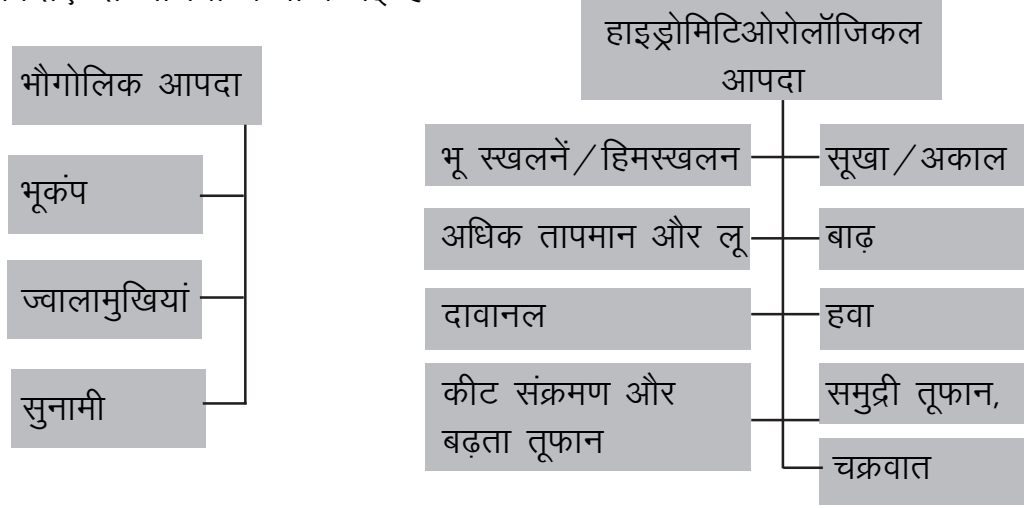 भौगोलिक आपदा
भूकंप
ज्वालामुखियां
सुनामी
हाइड्रोमिटिओरोलॉजिकल
आपदा
भू स्खलनें/हिमस्खलन
सूखा/अकाल
अधिक तापमान और लू
बाढ़
दावानल
हवा
कीट संक्रमण और
बढ़ता तूफान
समुद्री तूफान,
चक्रवात